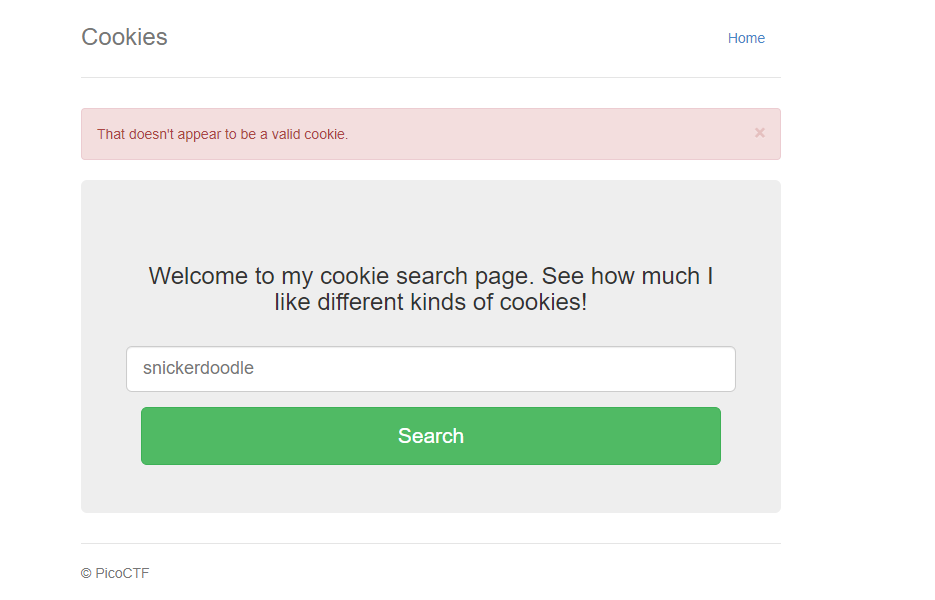 Cookies
Home
That doesn't appear to be a valid cookie.
×
Welcome to my cookie search page. See how much I
like different kinds of cookies!
snickerdoodle
Search
© PicoCTF